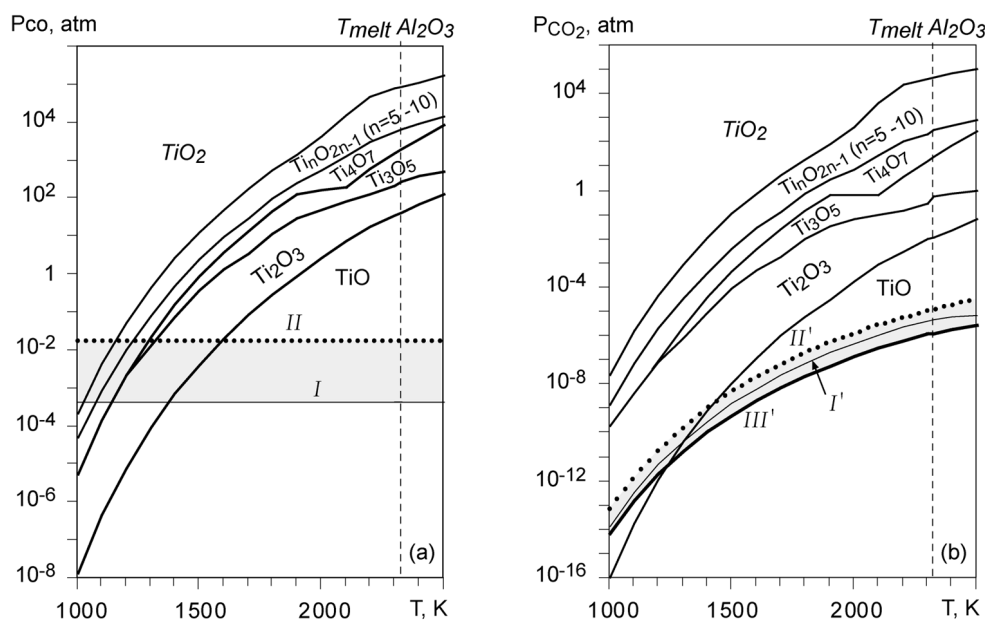 Pco, atm
Tmelt Al2O3
10^4
10^2
1
10^-2
10^-4
10^-6
10^-8
TiO2
TinO2n-1 (n=5 -10)
Ti4O7
Ti3O5
Ti2O3
TiO
II
I
(a)
1000
1500
2000
T, K
PCO2, atm
Tmelt Al2O3
10^4
1
10^-4
10^-8
10^-12
10^-16
TiO2
TinO2n-1 (n=5 -10)
Ti4O7
Ti3O5
Ti2O3
TiO
II'
I'
III'
(b)
1000
1500
2000
T, K